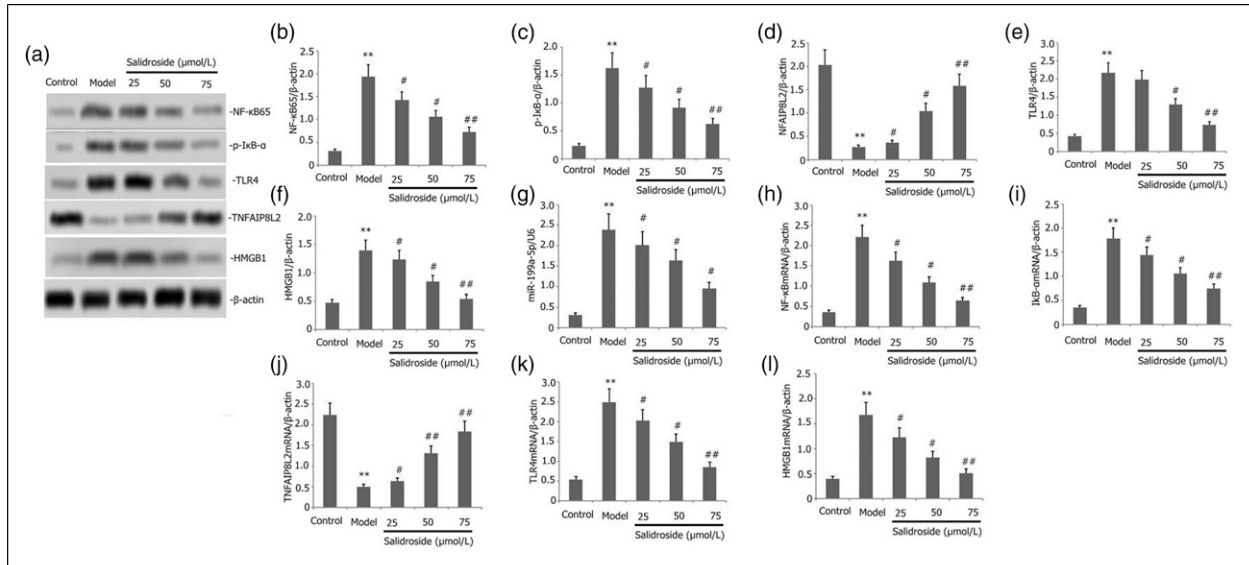 (a)
Salidroside (µmol/L)
Control Model 25 50 75
-NF-κB65
-p-IκB-α
-TLR4
-TNFAIP8L2
-HMGB1
-β-actin
(b)
NF-κB65/β-actin
2.5
2.0
1.5
1.0
0.5
0.0
**
#
#
##
Control Model 25 50 75
Salidroside (µmol/L)
(c)
p-IκB-α/β-actin
2.0
1.5
1.0
0.5
0.0
**
#
#
##
Control Model 25 50 75
Salidroside (µmol/L)
(d)
NFAIP8L2/β-actin
2.5
2.0
1.5
1.0
0.5
0.0
**
#
#
##
Control Model 25 50 75
Salidroside (µmol/L)
(e)
TLR4/β-actin
3.0
2.5
2.0
1.5
1.0
0.5
0.0
**
#
##
Control Model 25 50 75
Salidroside (µmol/L)
(f)
HMGB1/β-actin
2.0
1.5
1.0
0.5
0.0
**
#
#
##
Control Model 25 50 75
Salidroside (µmol/L)
(g)
miR-199a-5p/U6
3.0
2.5
2.0
1.5
1.0
0.5
0.0
**
#
#
#
Control Model 25 50 75
Salidroside (µmol/L)
(h)
NF-κBmRNA/β-actin
3.0
2.5
2.0
1.5
1.0
0.5
0.0
**
#
#
##
Control Model 25 50 75
Salidroside (µmol/L)
(i)
IkB-αmRNA/β-actin
2.5
2.0
1.5
1.0
0.5
0.0
**
#
#
##
Control Model 25 50 75
Salidroside (µmol/L)
(j)
TNFAIP8L2mRNA/β-actin
3.0
2.5
2.0
1.5
1.0
0.5
0.0
**
#
##
##
Control Model 25 50 75
Salidroside (µmol/L)
(k)
TLR4mRNA/β-actin
3.0
2.5
2.0
1.5
1.0
0.5
0.0
**
#
#
##
Control Model 25 50 75
Salidroside (µmol/L)
(l)
HMGB1mRNA/β-actin
2.5
2.0
1.5
1.0
0.5
0.0
**
#
#
##
Control Model 25 50 75
Salidroside (µmol/L)